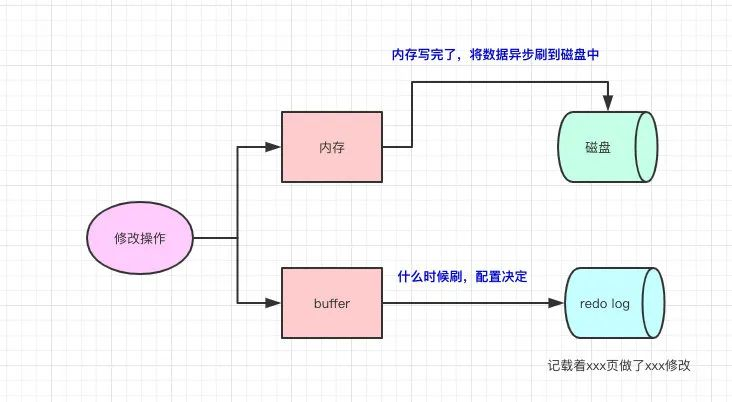 内存写完了，将数据异步刷到磁盘中
内存
磁盘
修改操作
什么时候刷，配置决定
buffer
redo log
记载着xxx页做了xxx修改